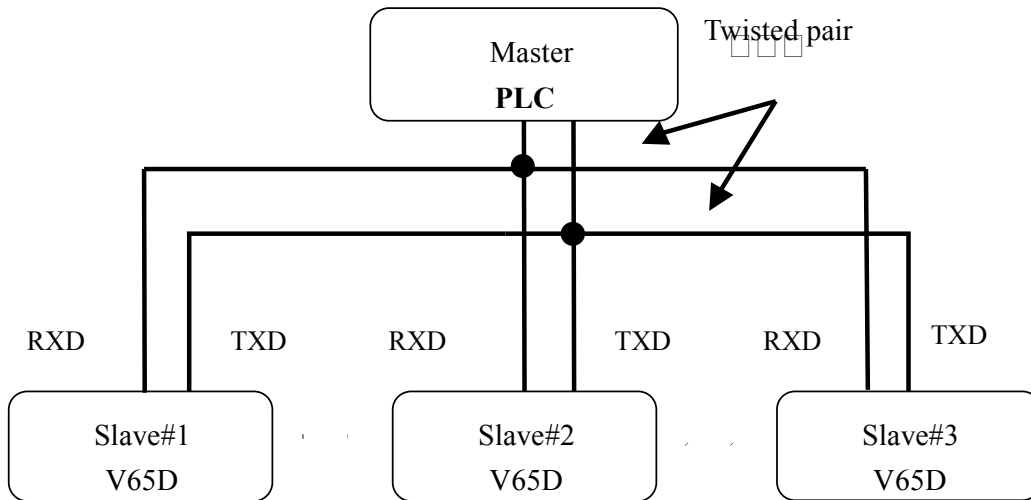 Master
PLC
Twisted pair
□□□
RXD TXD RXD TXD RXD TXD
Slave#1 Slave#2 Slave#3
V65D V65D V65D